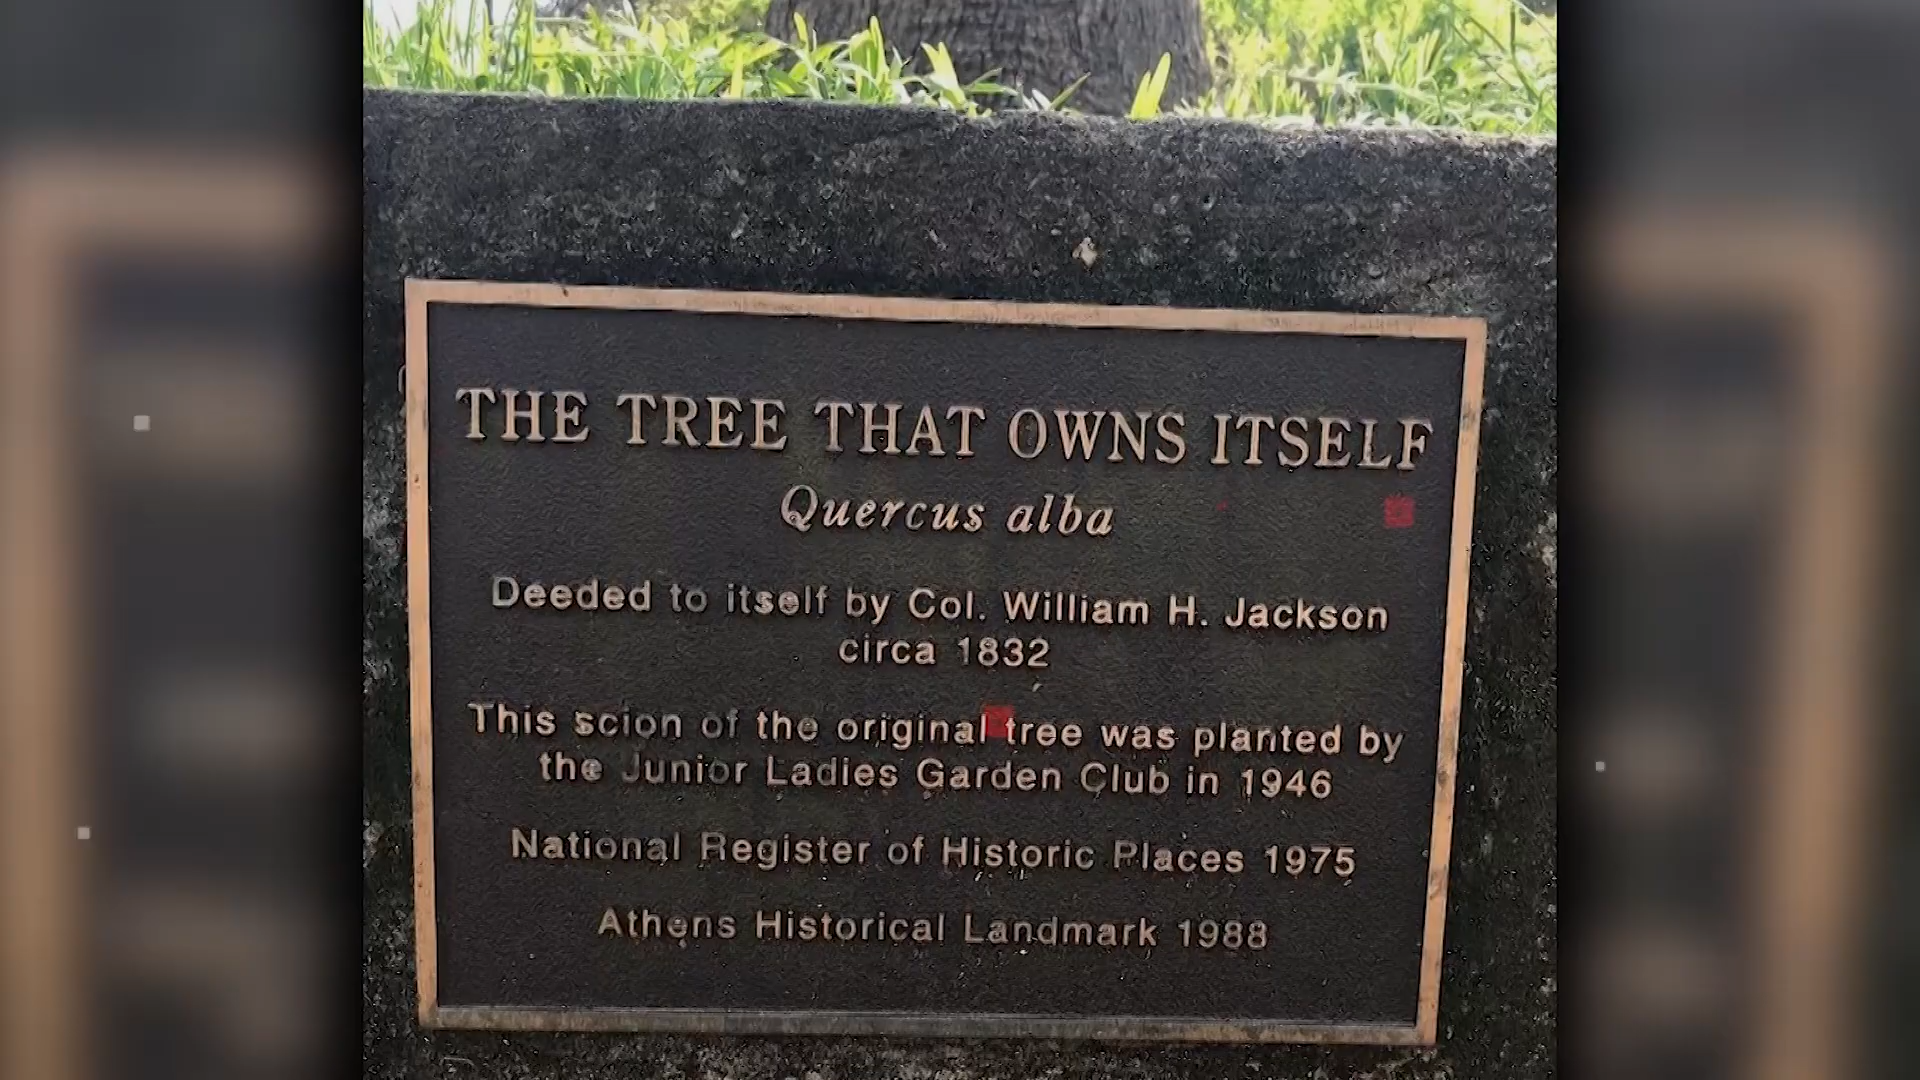 THE TREE THAT OWNS ITSELF
Quercus alba
Deeded to itself by Col. William H. Jackson
circa 1832
This scion of the original tree was planted by
the Junior Ladies Garden Club in 1946
National Register of Historic Places 1975
Athens Historical Landmark 1988